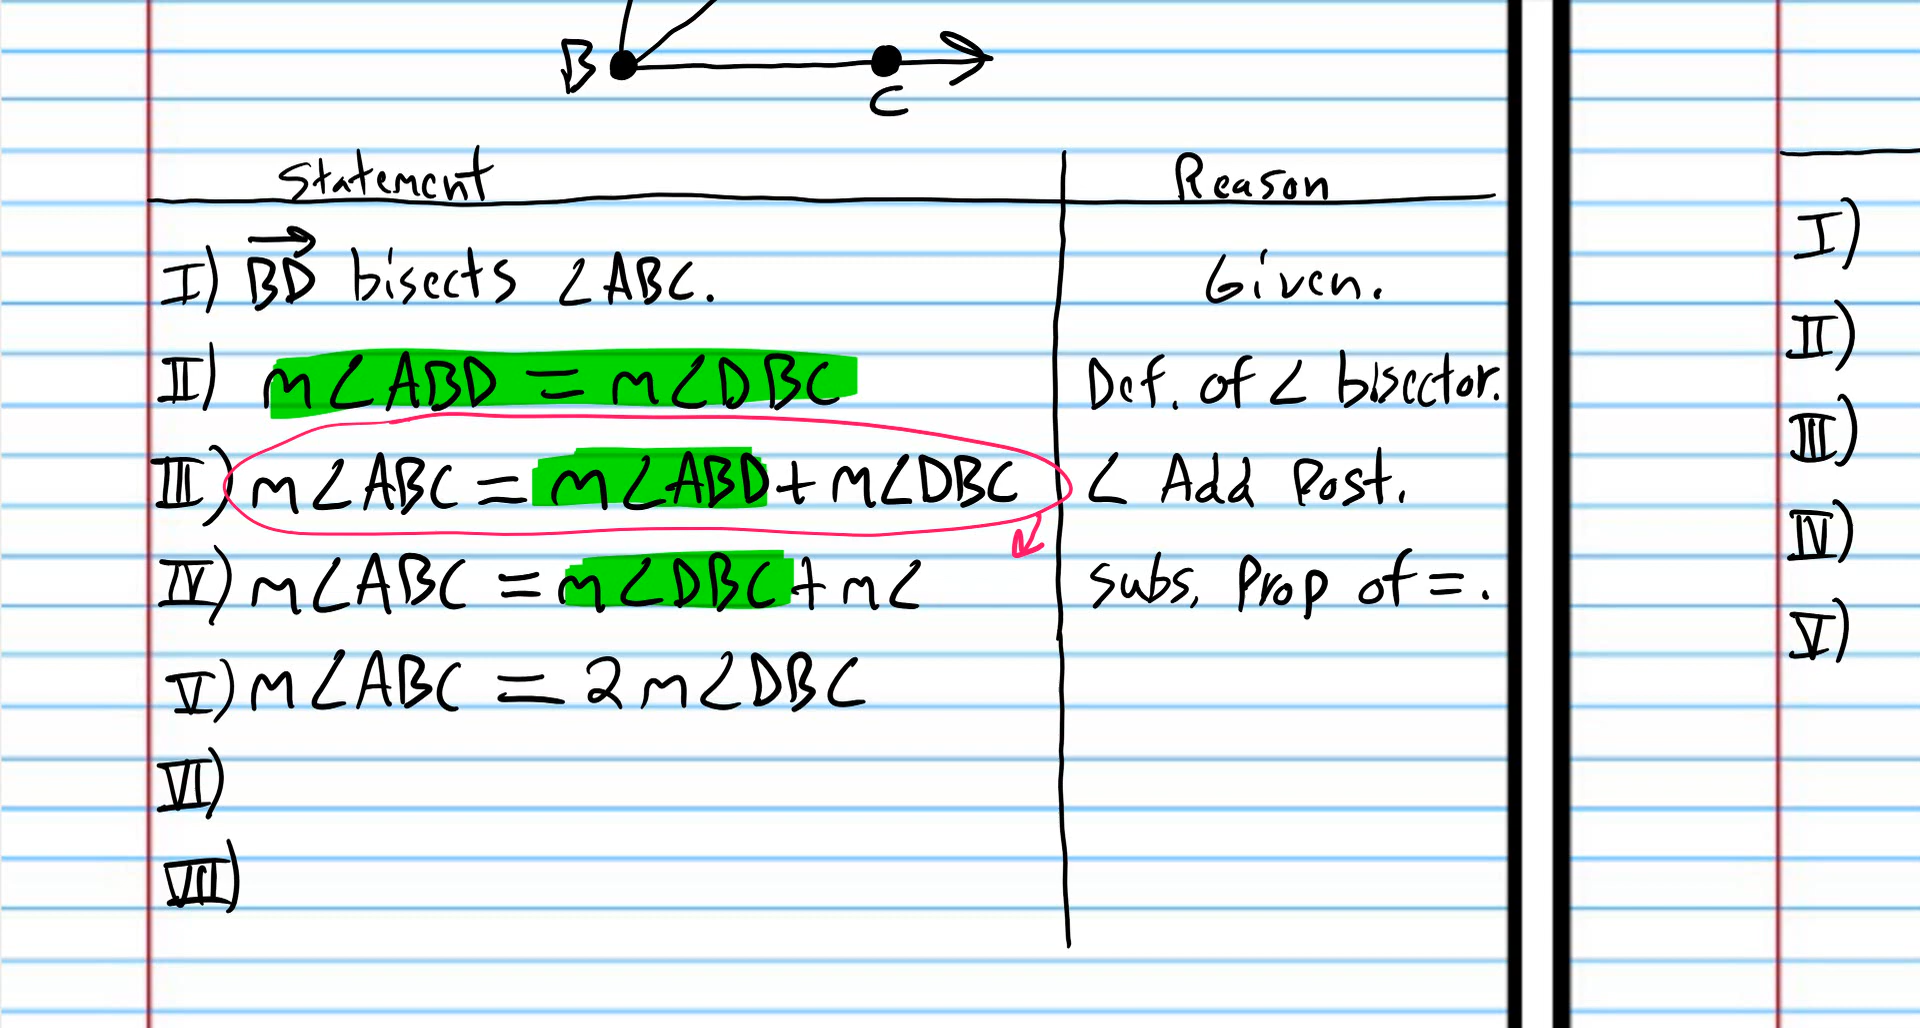 B
C
Statement Reason
I) BD bisects ∠ABC. Given.
II) m∠ABD = m∠DBC Def. of ∠ bisector.
III) m∠ABC = m∠ABD + m∠DBC ∠ Add Post.
IV) m∠ABC = m∠DBC + m∠ subs. Prop of =.
V) m∠ABC = 2m∠DBC
VI)
VII)
I)
II)
III)
IV)
V)